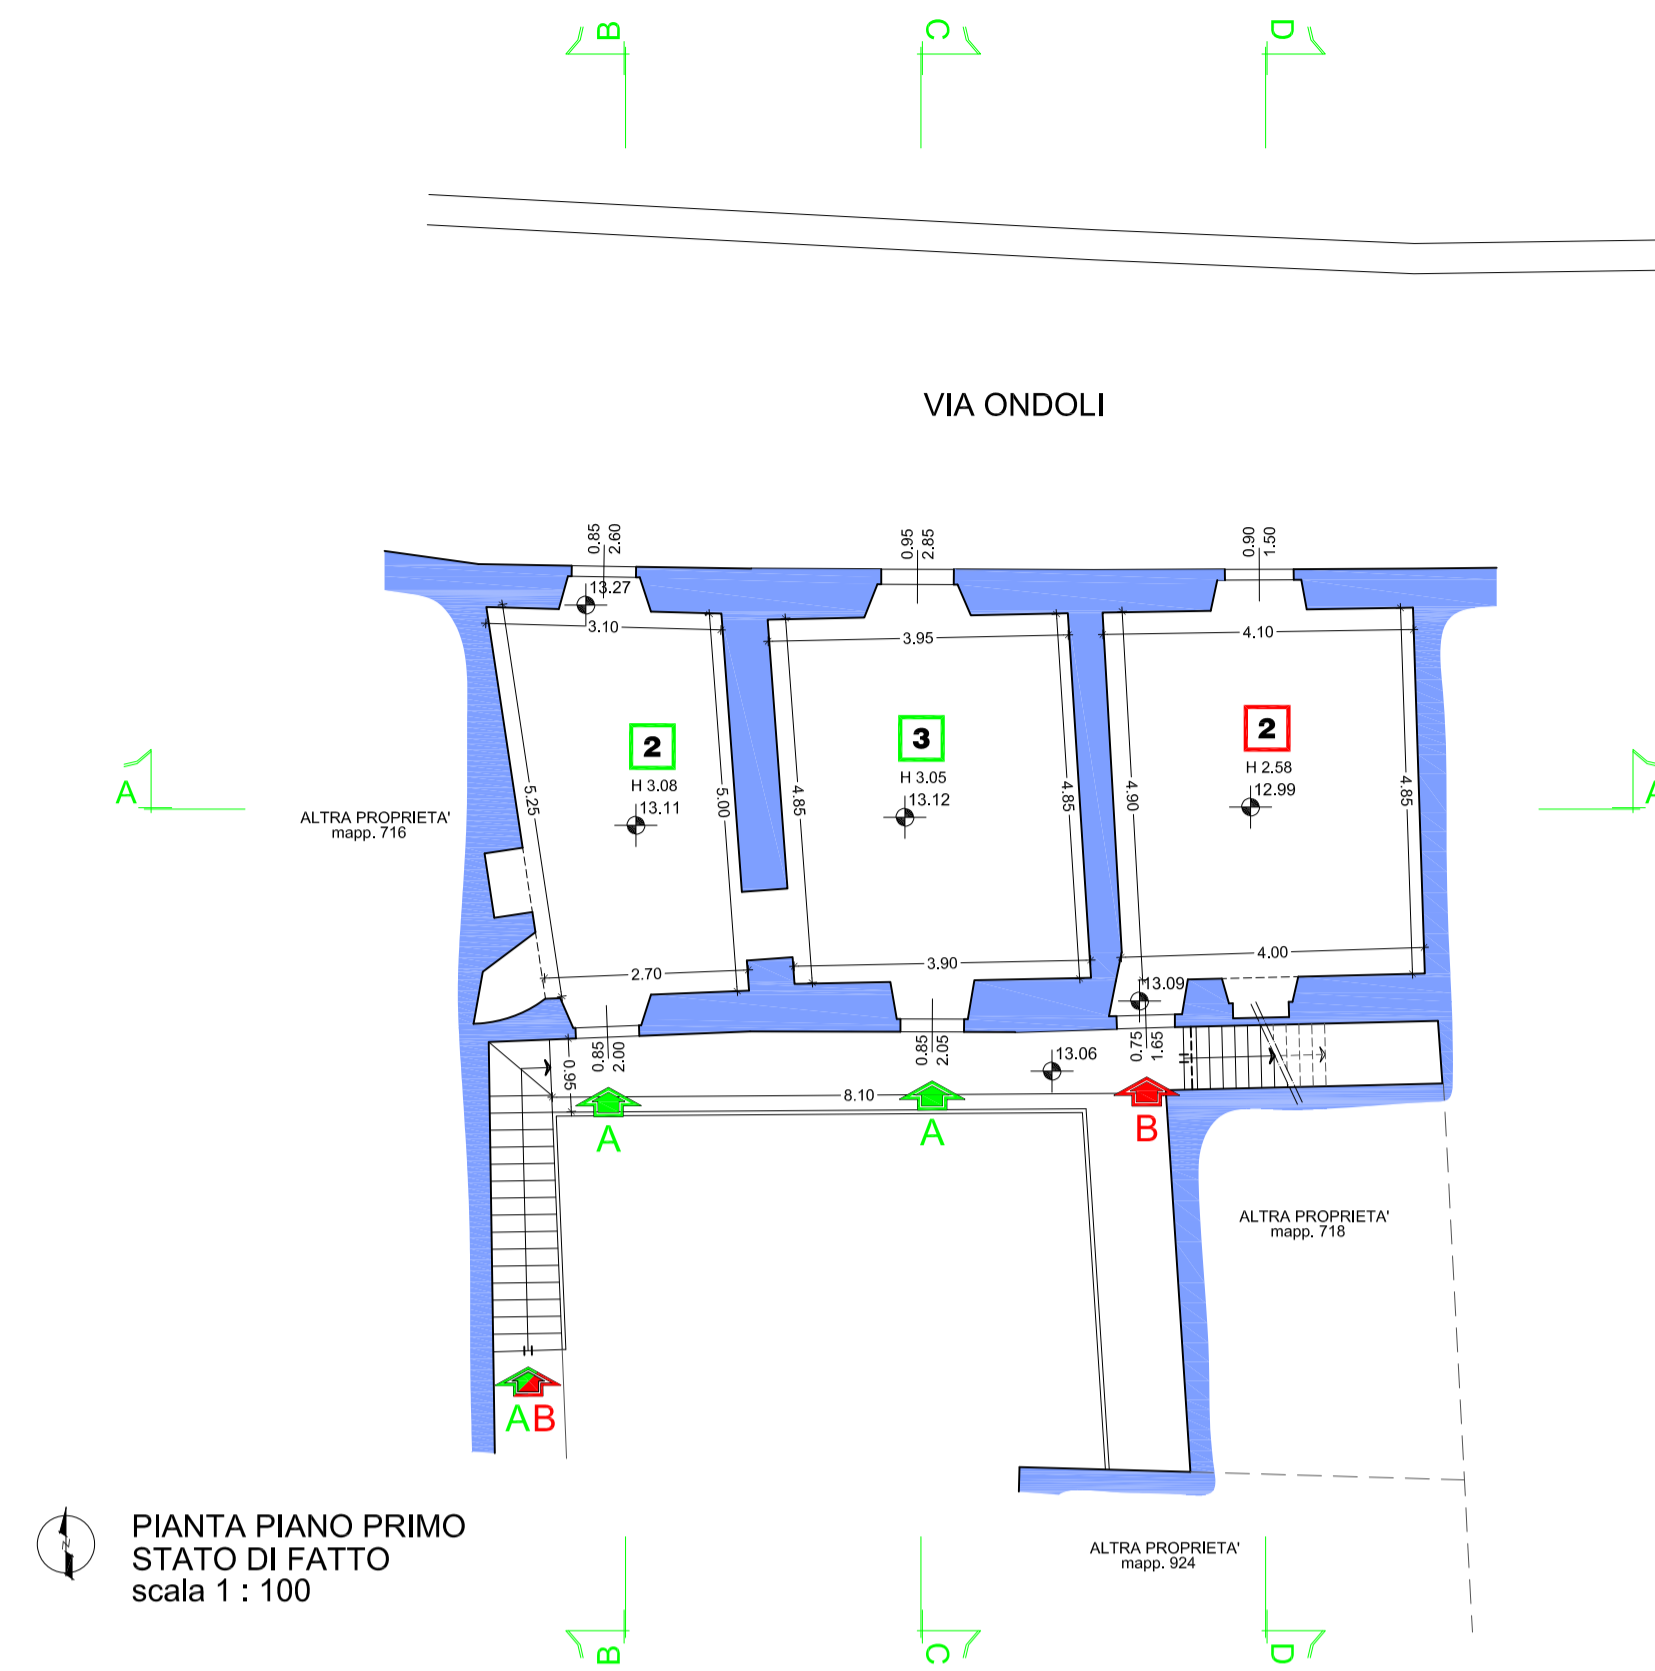 B
C
D
VIA ONDOLI
0.85
2.60
0.95
2.85
0.90
1.50
13.27
3.10
3.95
4.10
2
H 3.08
13.11
3
H 3.05
13.12
2
H 2.58
12.99
A
A
ALTRA PROPRIETA'
mapp. 716
5.25
5.00
4.85
4.85
4.90
4.85
2.70
3.90
4.00
13.09
0.85
2.00
0.85
2.05
0.75
1.65
13.06
0.95
8.10
A
A
B
ALTRA PROPRIETA'
mapp. 718
AB
N
PIANTA PIANO PRIMO
STATO DI FATTO
scala 1 : 100
ALTRA PROPRIETA'
mapp. 924
B
C
D